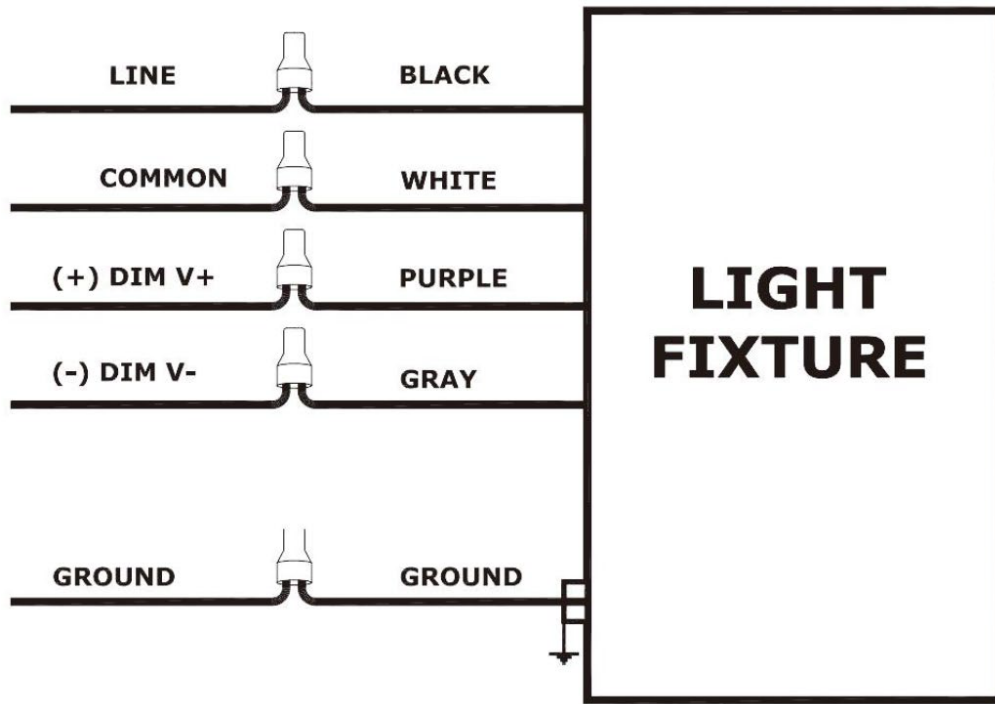 LINE
BLACK
COMMON
WHITE
(+) DIM V+
PURPLE
(-) DIM V-
GRAY
GROUND
GROUND
LIGHT
FIXTURE